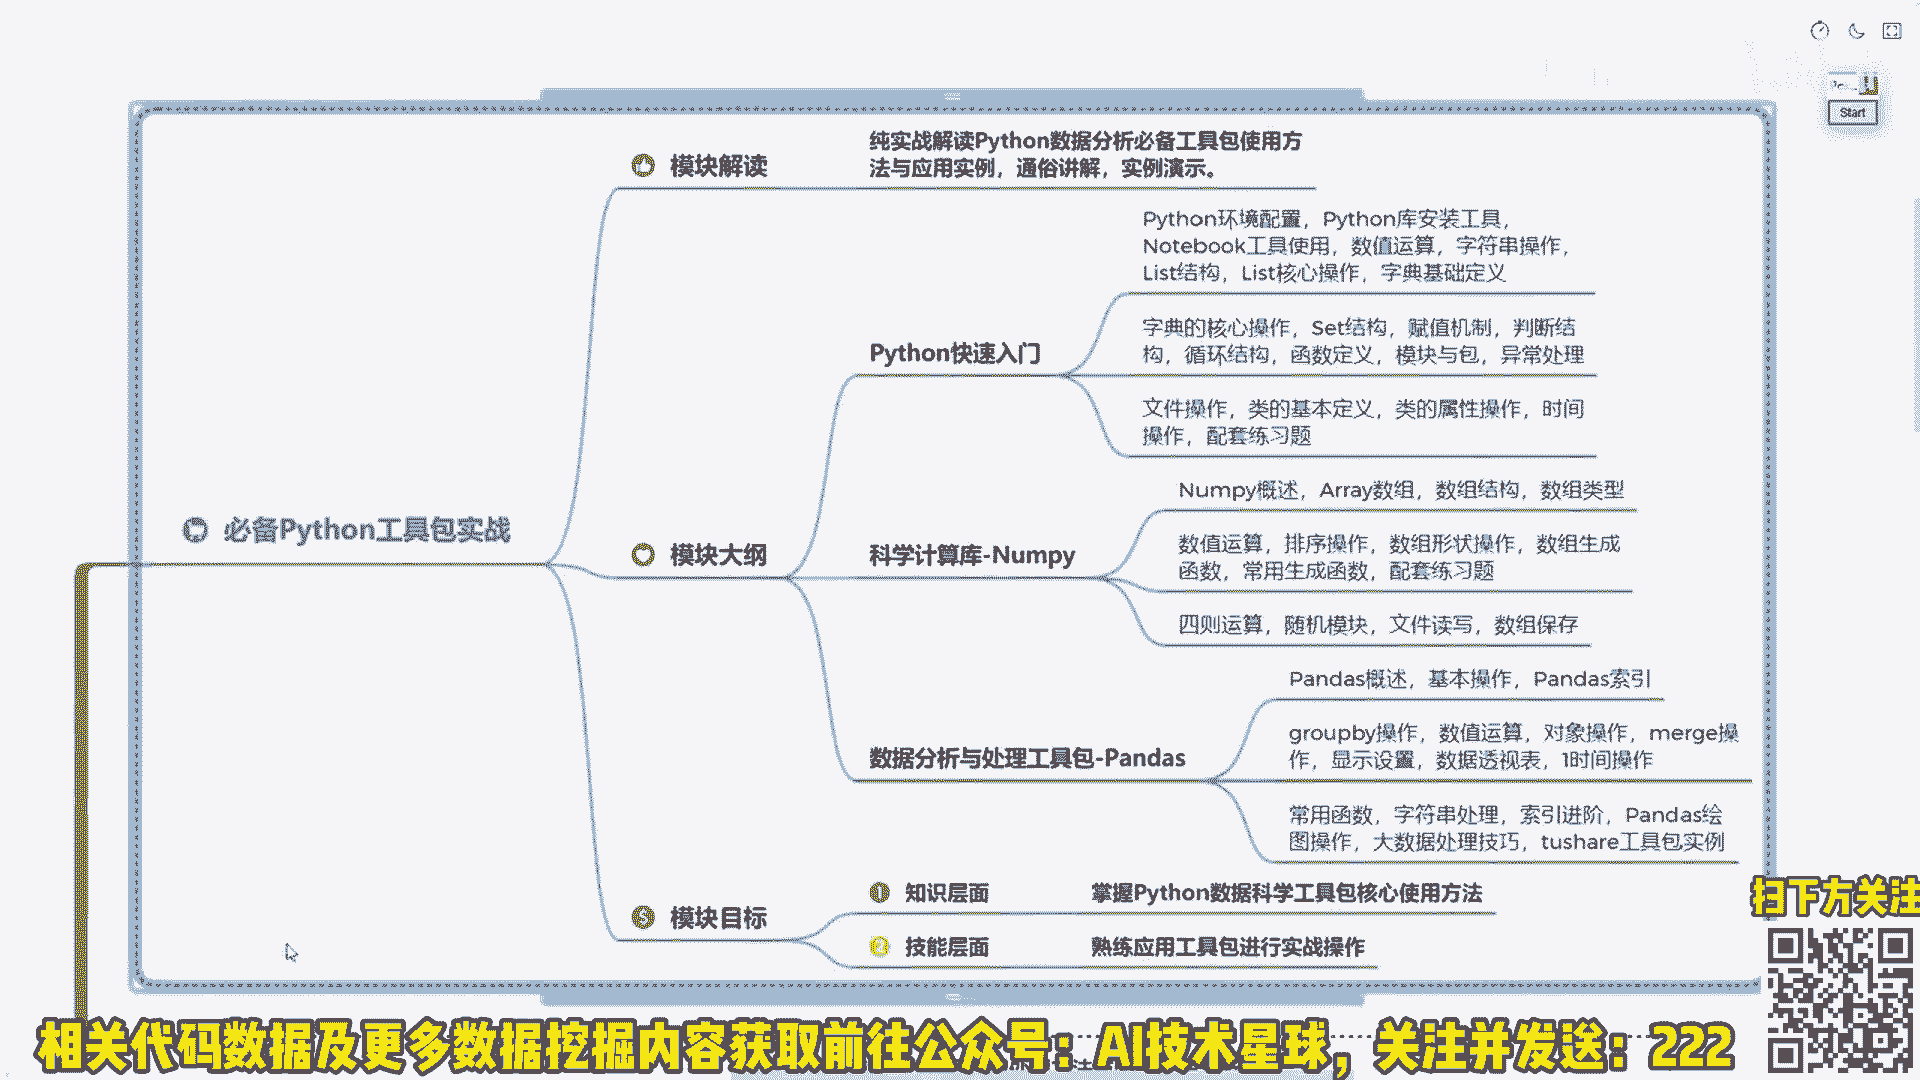 Start
必备Python工具包实战
模块解读
纯实战解读Python数据分析必备工具包使用方
法与应用实例，通俗讲解，实例演示。
模块大纲
Python快速入门
Python环境配置，Python库安装工具，
Notebook工具使用，数值运算，字符串操作，
List结构，List核心操作，字典基础定义
字典的核心操作，Set结构，赋值机制，判断结
构，循环结构，函数定义，模块与包，异常处理
文件操作，类的基本定义，类的属性操作，时间
操作，配套练习题
科学计算库-Numpy
Numpy概述，Array数组，数组结构，数组类型
数值运算，排序操作，数组形状操作，数组生成
函数，常用生成函数，配套练习题
四则运算，随机模块，文件读写，数组保存
数据分析与处理工具包-Pandas
Pandas概述，基本操作，Pandas索引
groupby操作，数值运算，对象操作，merge操
作，显示设置，数据透视表，1时间操作
常用函数，字符串处理，索引进阶，Pandas绘
图操作，大数据处理技巧，tushare工具包实例
模块目标
1 知识层面 掌握Python数据科学工具包核心使用方法
2 技能层面 熟练应用工具包进行实战操作
扫下方关注
相关代码数据及更多数据挖掘内容获取前往公众号：AI技术星球，关注并发送：222